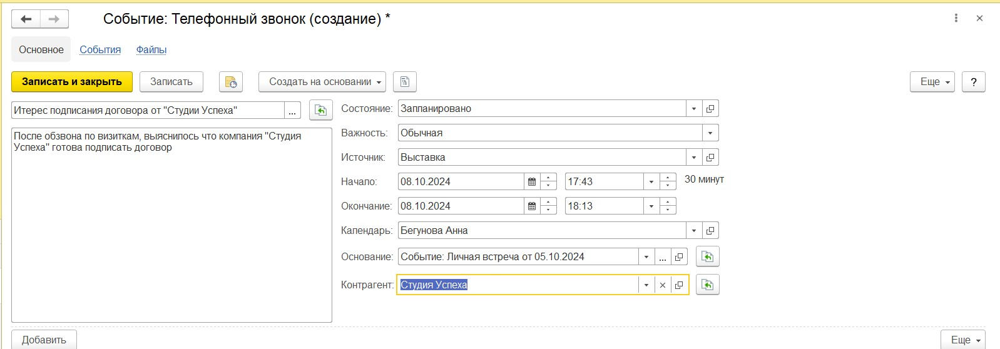 Событие: Телефонный звонок (создание) *
Основное События Файлы
Записать и закрыть Записать Создать на основании Еще ?
Итерес подписания договора от "Студии Успеха" ...
После обзвона по визиткам, выяснилось что компания "Студия
Успеха" готова подписать договор
Состояние: Запланировано
Важность: Обычная
Источник: Выставка
Начало: 08.10.2024 17:43 30 минут
Окончание: 08.10.2024 18:13
Календарь: Бегунова Анна
Основание: Событие: Личная встреча от 05.10.2024 ...
Контрагент: Студия Успеха
Добавить Еще